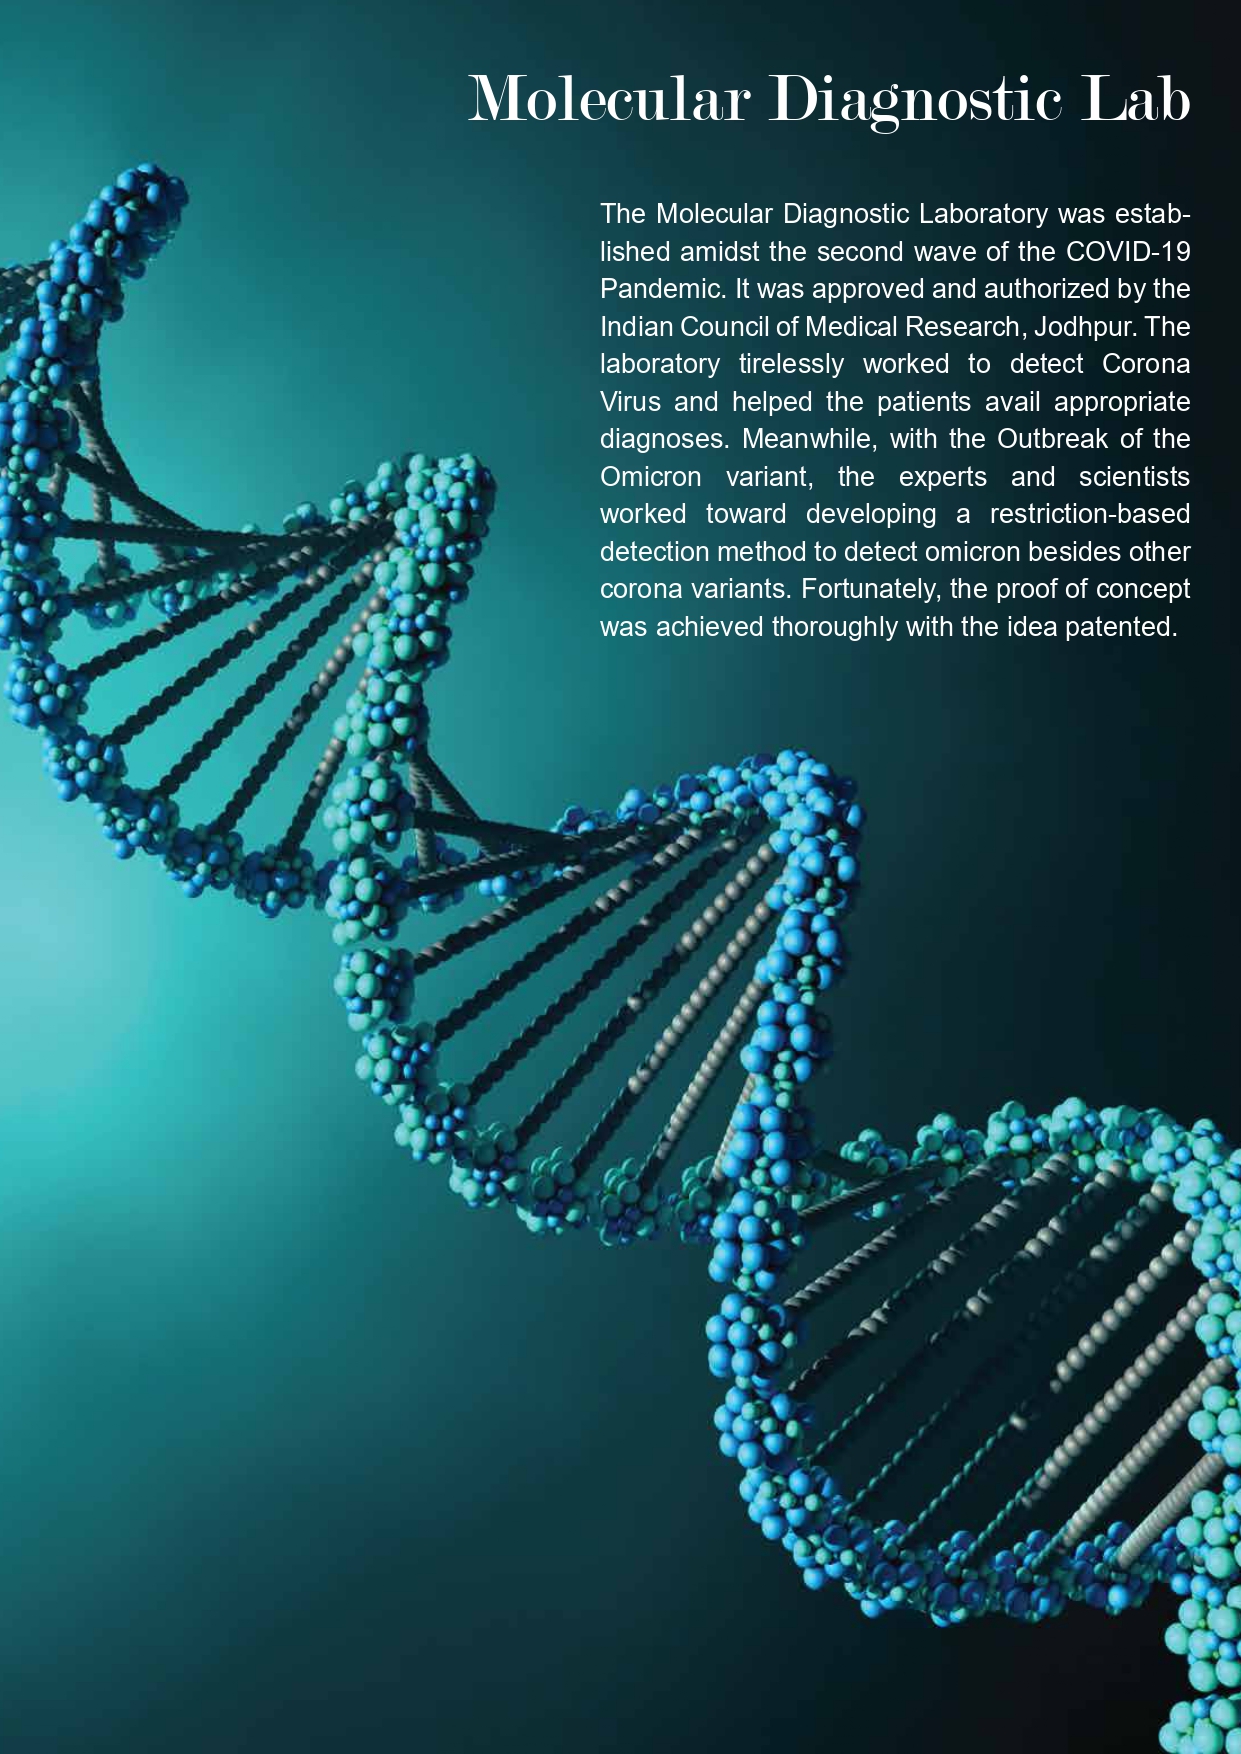 Molecular Diagnostic Lab
The Molecular Diagnostic Laboratory was estab-
lished amidst the second wave of the COVID-19
Pandemic. It was approved and authorized by the
Indian Council of Medical Research, Jodhpur. The
laboratory tirelessly worked to detect Corona
Virus and helped the patients avail appropriate
diagnoses. Meanwhile, with the Outbreak of the
Omicron variant, the experts and scientists
worked toward developing a restriction-based
detection method to detect omicron besides other
corona variants. Fortunately, the proof of concept
was achieved thoroughly with the idea patented.